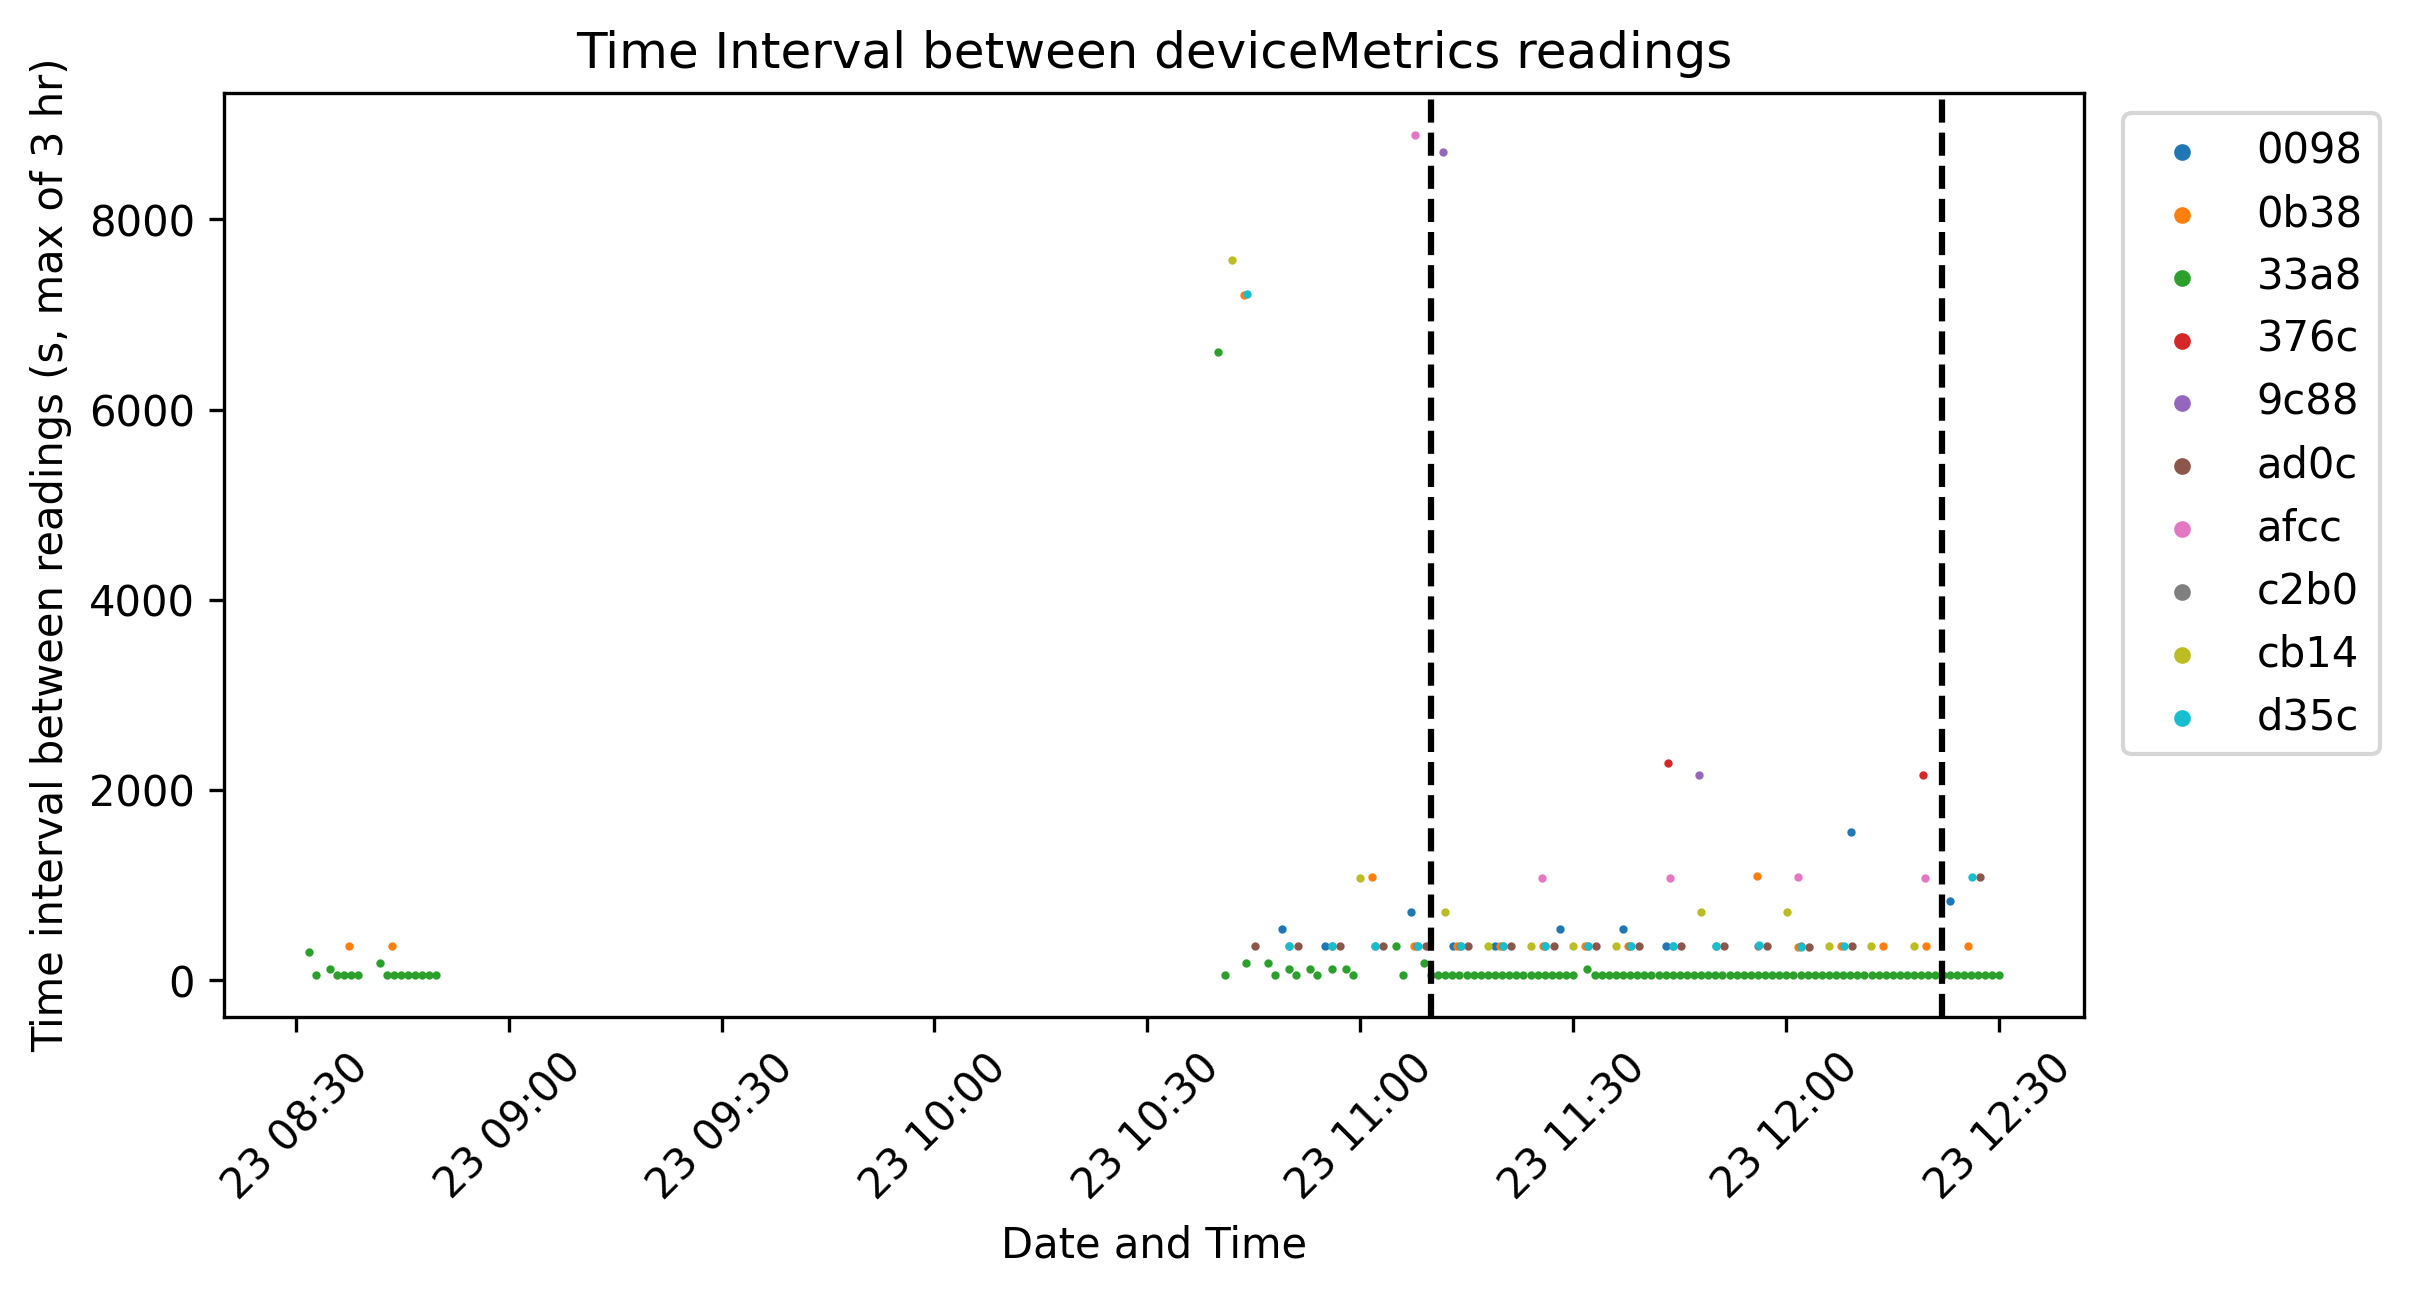 Time Interval between deviceMetrics readings
Time interval between readings (s, max of 3 hr)
8000
6000
4000
2000
0
23 08:30
23 09:00
23 09:30
23 10:00
23 10:30
23 11:00
23 11:30
23 12:00
23 12:30
Date and Time
0098
0b38
33a8
376c
9c88
ad0c
afcc
c2b0
cb14
d35c